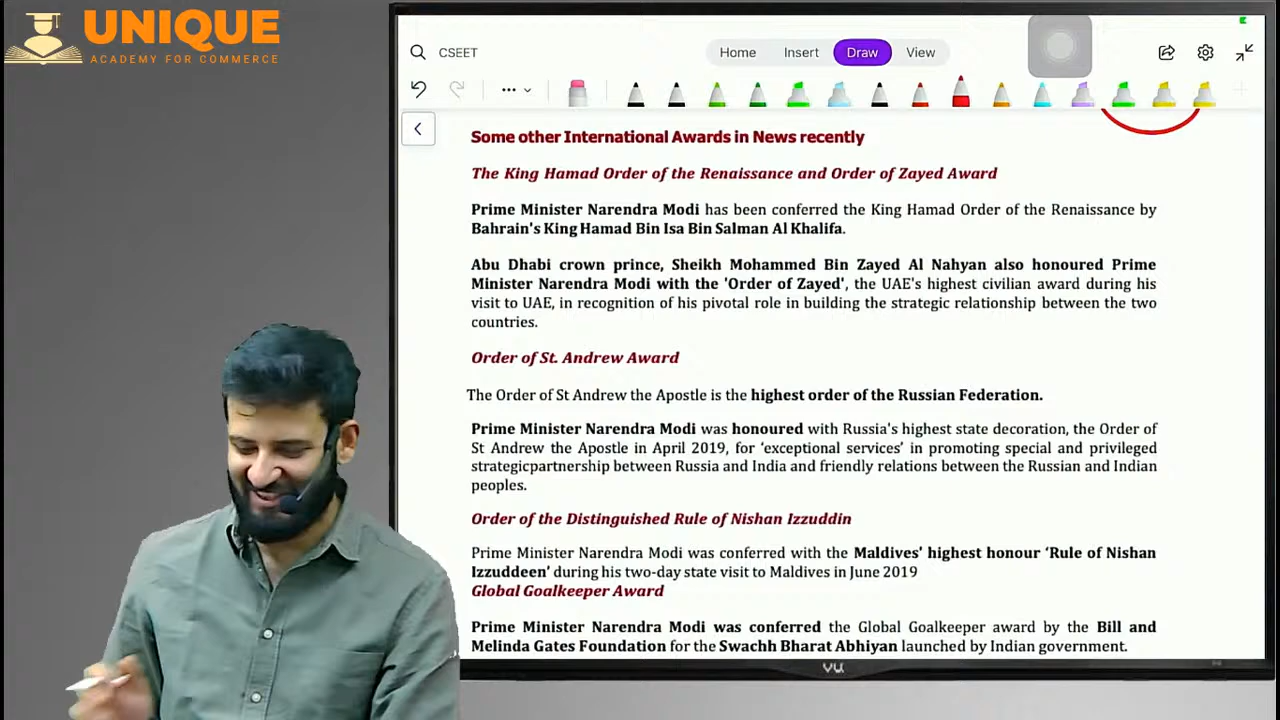 UNIQUE
ACADEMY FOR COMMERCE
CSEET
Home Insert Draw View
Some other International Awards in News recently
The King Hamad Order of the Renaissance and Order of Zayed Award
Prime Minister Narendra Modi has been conferred the King Hamad Order of the Renaissance by
Bahrain's King Hamad Bin Isa Bin Salman Al Khalifa.
Abu Dhabi crown prince, Sheikh Mohammed Bin Zayed Al Nahyan also honoured Prime
Minister Narendra Modi with the 'Order of Zayed', the UAE's highest civilian award during his
visit to UAE, in recognition of his pivotal role in building the strategic relationship between the two
countries.
Order of St. Andrew Award
The Order of St Andrew the Apostle is the highest order of the Russian Federation.
Prime Minister Narendra Modi was honoured with Russia's highest state decoration, the Order of
St Andrew the Apostle in April 2019, for ‘exceptional services’ in promoting special and privileged
strategicpartnership between Russia and India and friendly relations between the Russian and Indian
peoples.
Order of the Distinguished Rule of Nishan Izzuddin
Prime Minister Narendra Modi was conferred with the Maldives' highest honour ‘Rule of Nishan
Izzuddeen’ during his two-day state visit to Maldives in June 2019
Global Goalkeeper Award
Prime Minister Narendra Modi was conferred the Global Goalkeeper award by the Bill and
Melinda Gates Foundation for the Swachh Bharat Abhiyan launched by Indian government.
vu